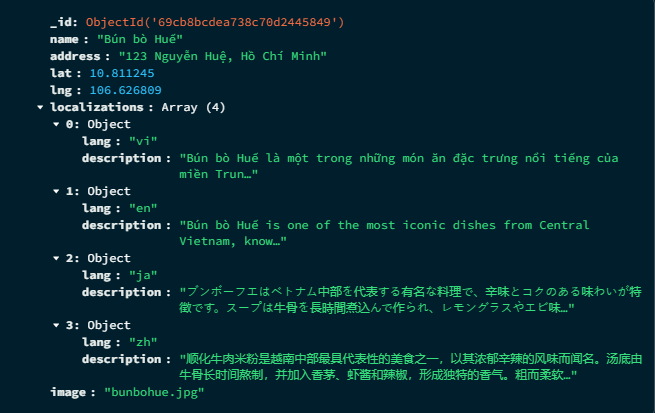 _id: ObjectId('69cb8bcdea738c70d2445849')
name : "Bún bò Huế"
address : "123 Nguyễn Huệ, Hồ Chí Minh"
lat : 10.811245
lng : 106.626809
localizations : Array (4)
0: Object
lang : "vi"
description : "Bún bò Huế là một trong những món ăn đặc trưng nổi tiếng của
miền Trun…"
1: Object
lang : "en"
description : "Bún bò Huế is one of the most iconic dishes from Central
Vietnam, know…"
2: Object
lang : "ja"
description : "ブンボーフエはベトナム中部を代表する有名な料理で、辛味とコクのある味わいが特
徴です。スープは牛骨を長時間煮込んで作られ、レモングラスやエビ味…"
3: Object
lang : "zh"
description : "顺化牛肉米粉是越南中部最具代表性的美食之一，以其浓郁辛辣的风味而闻名。汤底由
牛骨长时间熬制，并加入香茅、虾酱和辣椒，形成独特的香气。粗而柔软…"
image : "bunbohue.jpg"